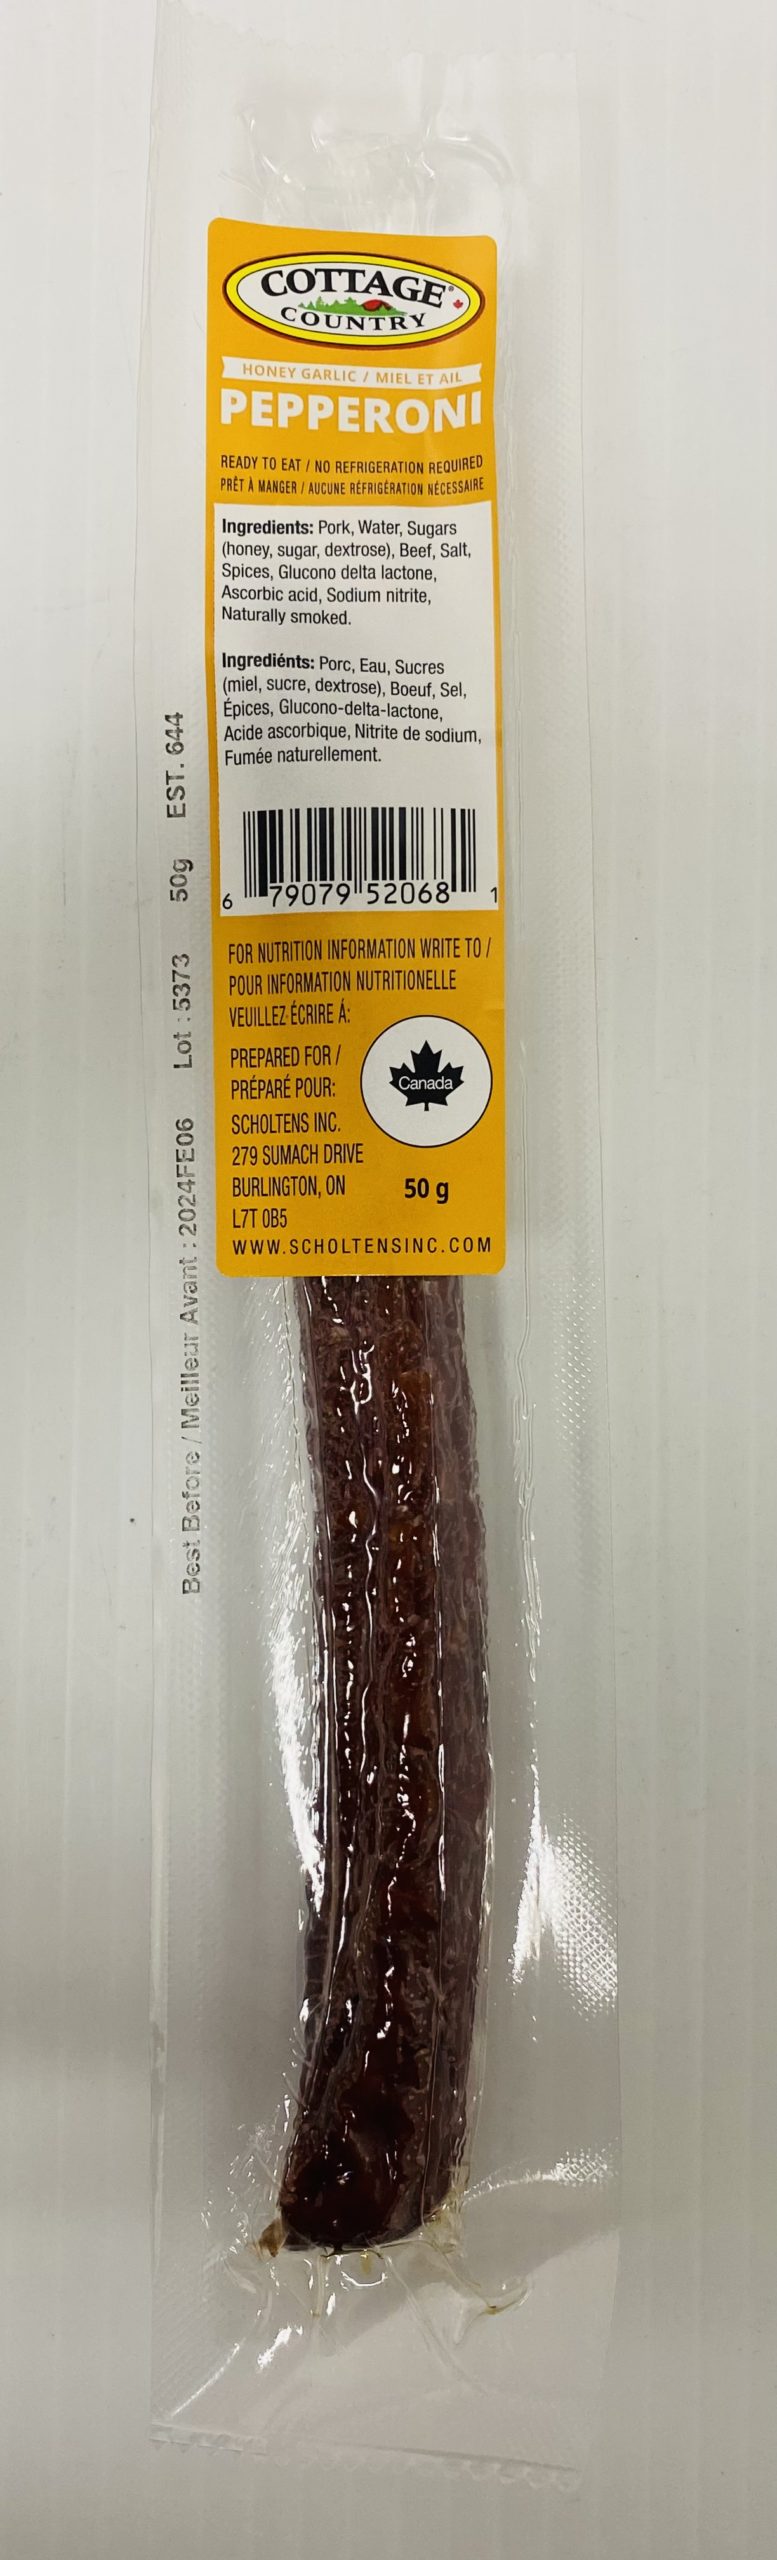 COTTAGE®
COUNTRY
HONEY GARLIC / MIEL ET AIL
PEPPERONI
READY TO EAT / NO REFRIGERATION REQUIRED
PRÊT À MANGER / AUCUNE RÉFRIGÉRATION NÉCESSAIRE
Ingredients: Pork, Water, Sugars
(honey, sugar, dextrose), Beef, Salt,
Spices, Glucono delta lactone,
Ascorbic acid, Sodium nitrite,
Naturally smoked.
Ingrediénts: Porc, Eau, Sucres
(miel, sucre, dextrose), Boeuf, Sel,
Épices, Glucono-delta-lactone,
Acide ascorbique, Nitrite de sodium,
Fumée naturellement.
6 79079 52068 1
FOR NUTRITION INFORMATION WRITE TO /
POUR INFORMATION NUTRITIONELLE
VEUILLEZ ÉCRIRE Á:
PREPARED FOR /
PRÉPARÉ POUR:
SCHOLTENS INC.
279 SUMACH DRIVE
BURLINGTON, ON
L7T 0B5
WWW.SCHOLTENSINC.COM
Canada
50 g
Best Before / Meilleur Avant : 2024FE06 Lot : 5373 50g EST. 644